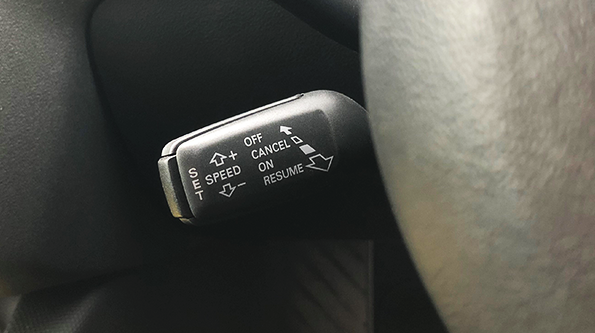 SET
SPEED
+
−
OFF
CANCEL
ON
RESUME